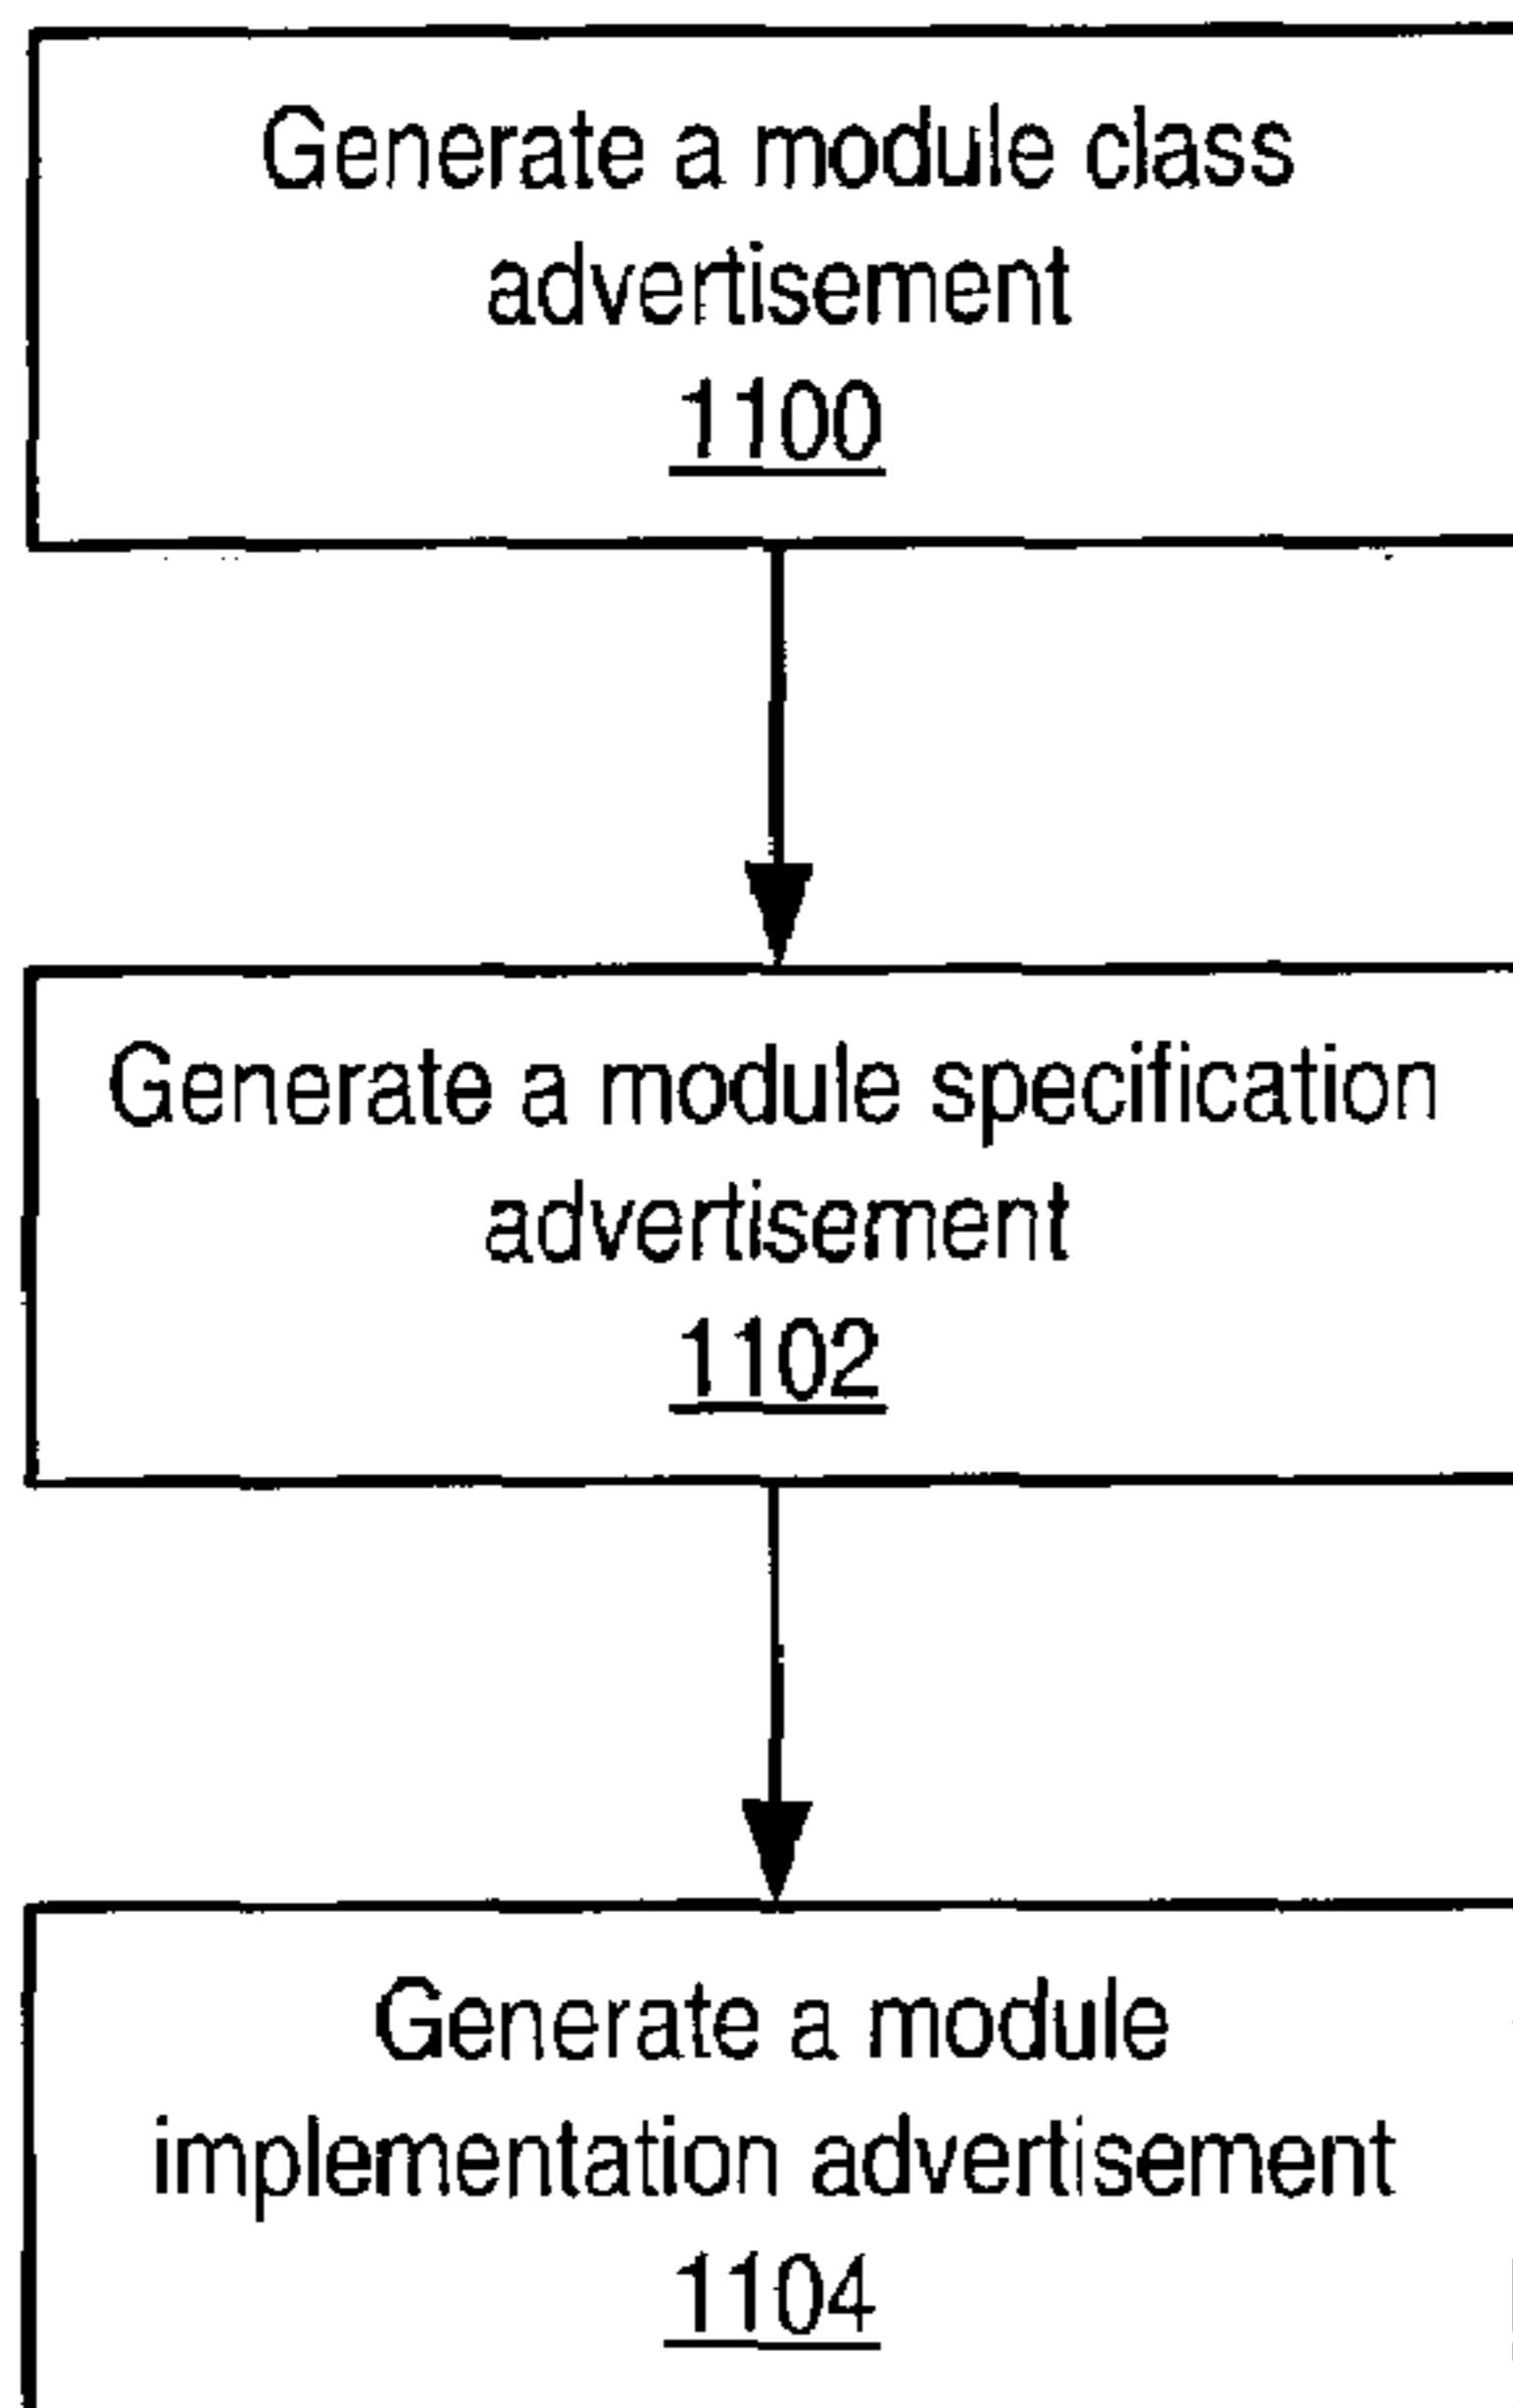 Generate a module class
advertisement
1100
Generate a module specification
advertisement
1102
Generate a module
implementation advertisement
1104